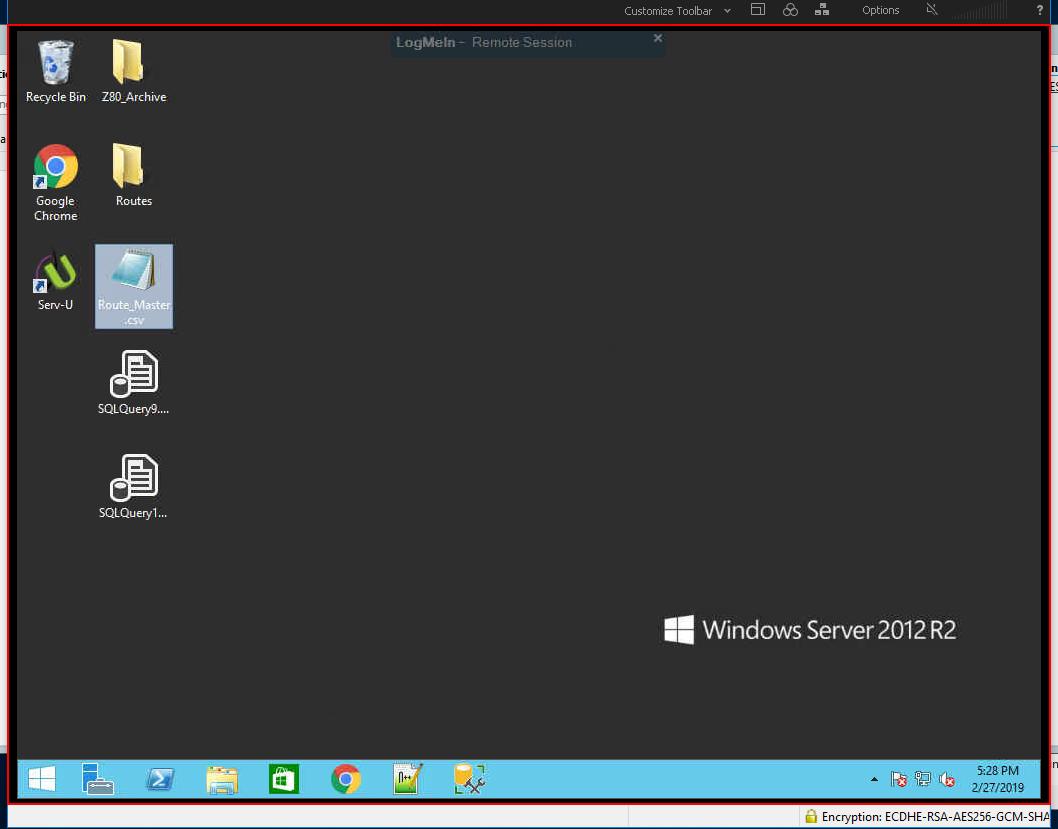 Customize Toolbar
Options
?
LogMeIn - Remote Session
Recycle Bin
Z80_Archive
Google
Chrome
Routes
Serv-U
Route_Master
.csv
SQLQuery9....
SQLQuery1...
Windows Server 2012 R2
N++
5:28 PM
2/27/2019
Encryption: ECDHE-RSA-AES256-GCM-SHA